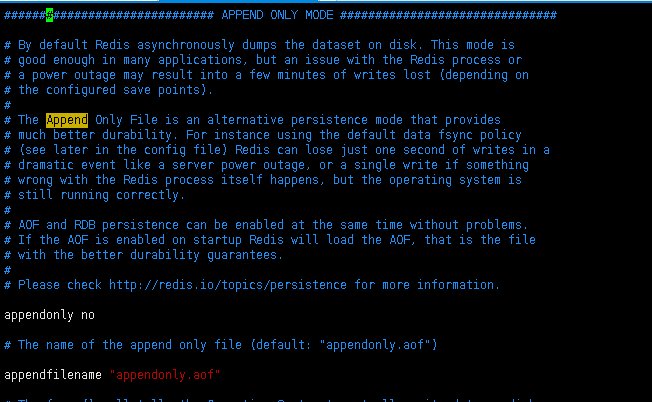 ############################## APPEND ONLY MODE ###############################
# By default Redis asynchronously dumps the dataset on disk. This mode is
# good enough in many applications, but an issue with the Redis process or
# a power outage may result into a few minutes of writes lost (depending on
# the configured save points).
#
# The Append Only File is an alternative persistence mode that provides
# much better durability. For instance using the default data fsync policy
# (see later in the config file) Redis can lose just one second of writes in a
# dramatic event like a server power outage, or a single write if something
# wrong with the Redis process itself happens, but the operating system is
# still running correctly.
#
# AOF and RDB persistence can be enabled at the same time without problems.
# If the AOF is enabled on startup Redis will load the AOF, that is the file
# with the better durability guarantees.
#
# Please check http://redis.io/topics/persistence for more information.
appendonly no
# The name of the append only file (default: "appendonly.aof")
appendfilename "appendonly.aof"